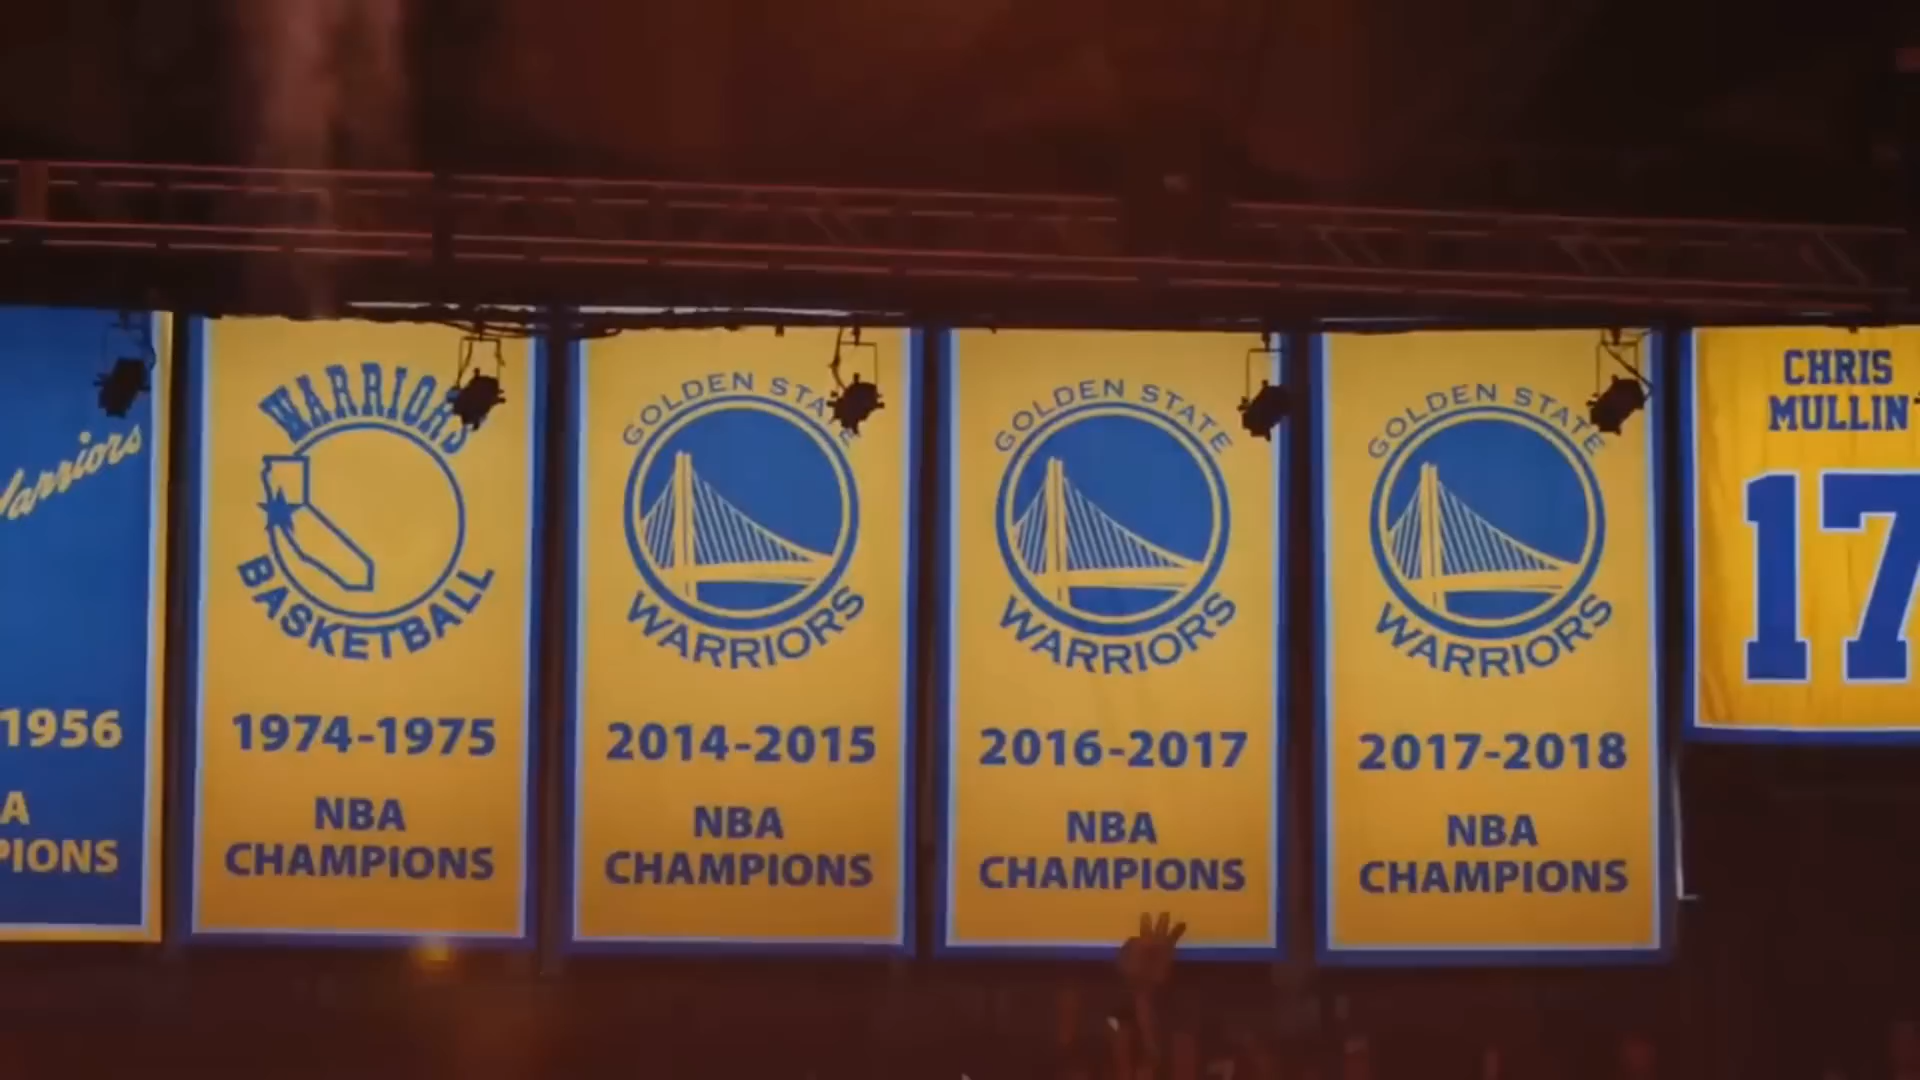 Warriors
1956
A
PIONS
WARRIORS
BASKETBALL
1974-1975
NBA
CHAMPIONS
GOLDEN STATE
WARRIORS
2014-2015
NBA
CHAMPIONS
GOLDEN STATE
WARRIORS
2016-2017
NBA
CHAMPIONS
GOLDEN STATE
WARRIORS
2017-2018
NBA
CHAMPIONS
CHRIS
MULLIN
17